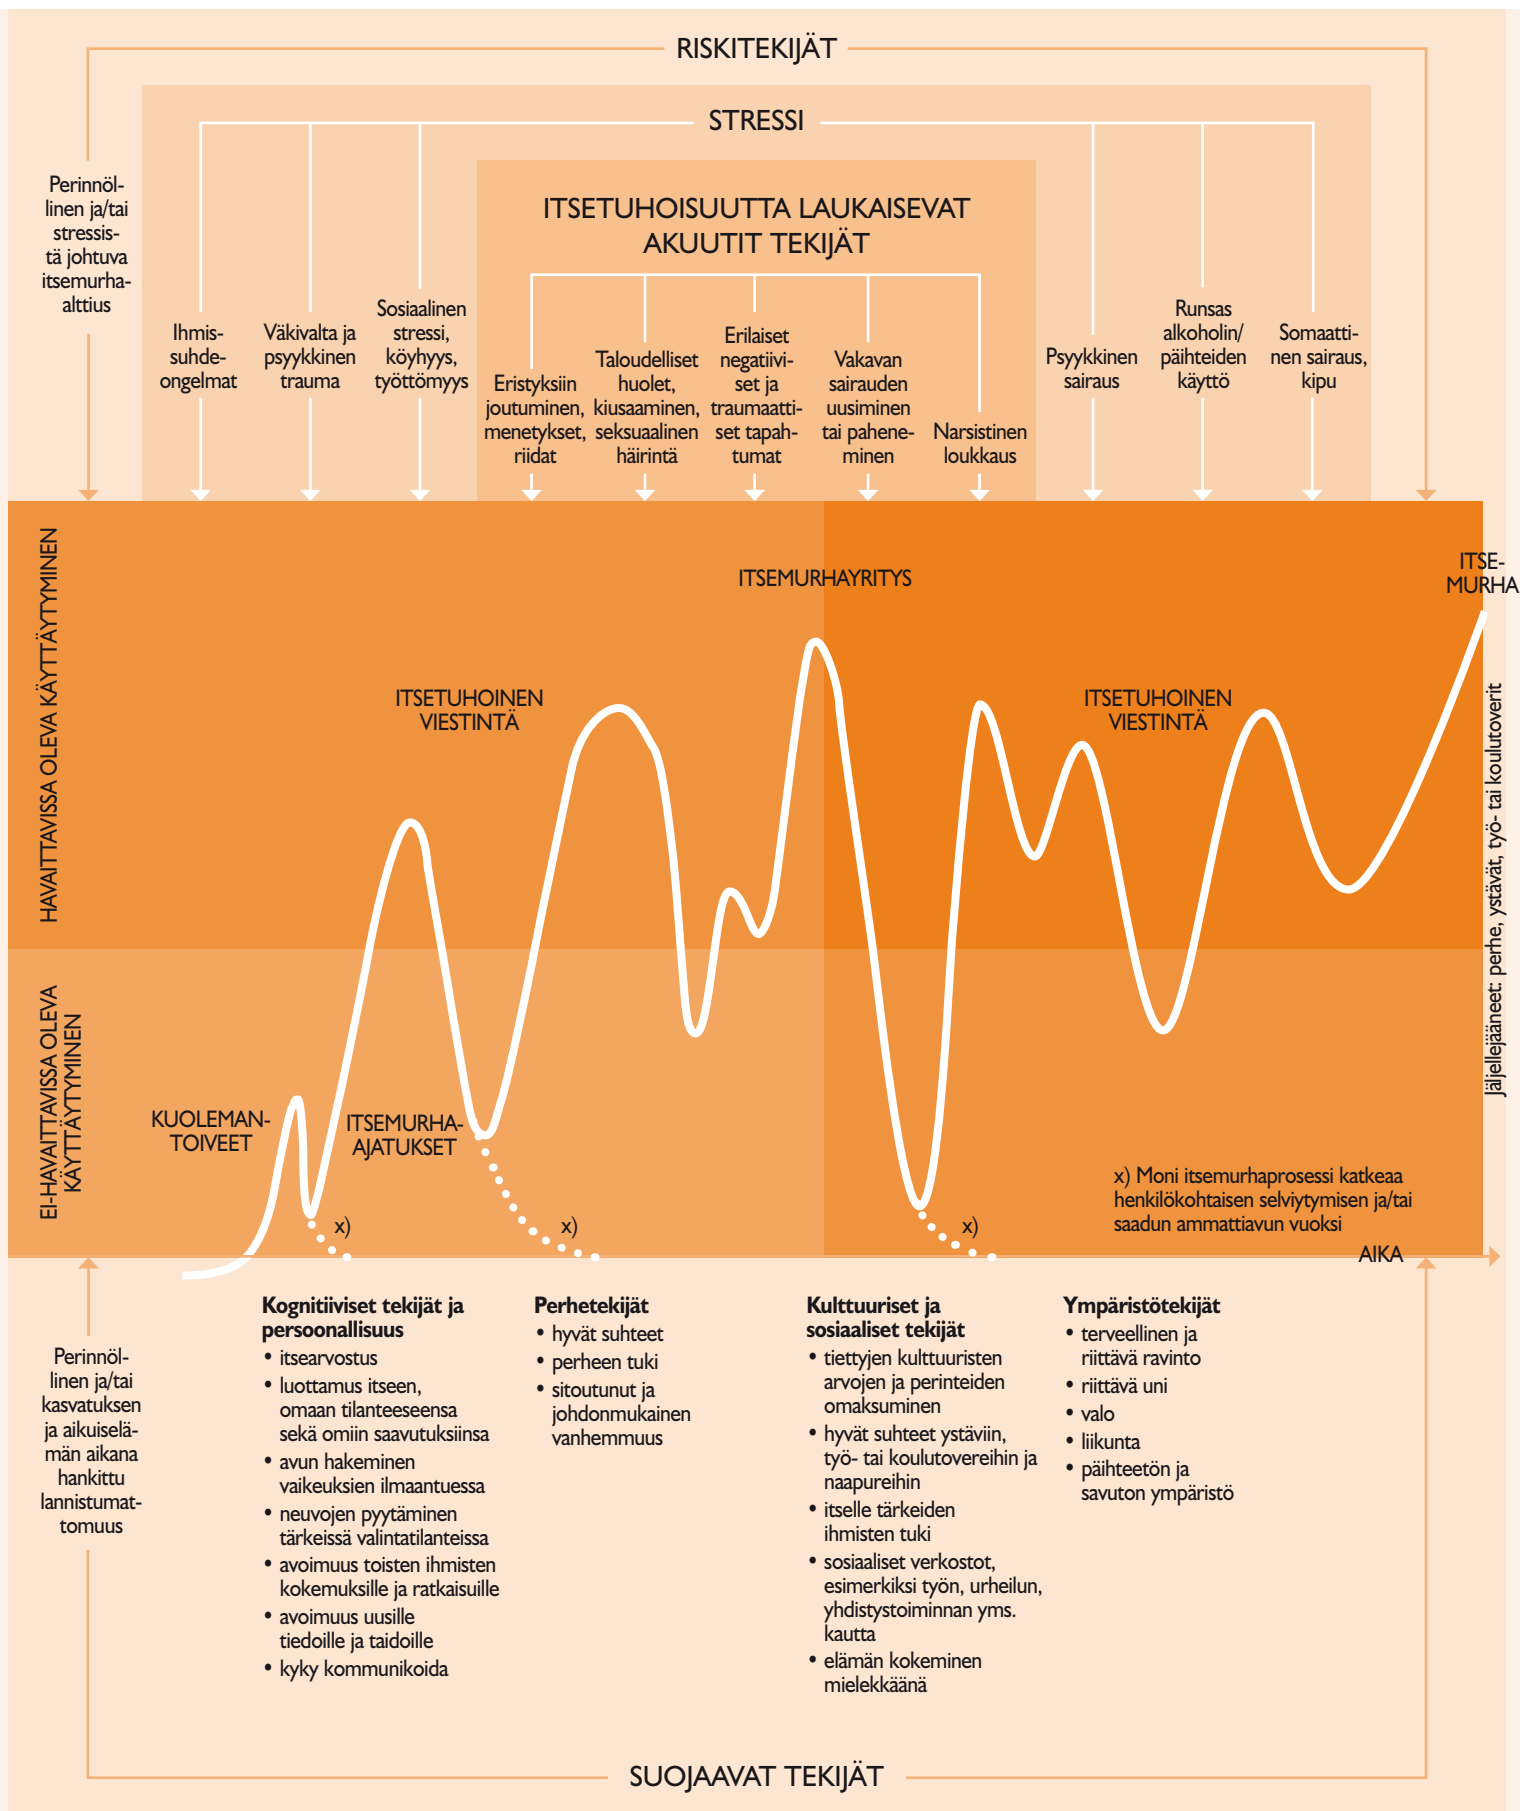 RISKITEKIJÄT
STRESSI
Perinnöl-
linen ja/tai
stressis-
tä johtuva
itsemurha-
alttius
ITSETUHOISUUTTA LAUKAISEVAT
AKUUTIT TEKIJÄT
Ihmis-
suhde-
ongelmat
Väkivalta ja
psyykkinen
trauma
Sosiaalinen
stressi,
köyhyys,
työttömyys
Eristyksiin
joutuminen,
menetykset,
riidat
Taloudelliset
huolet,
kiusaaminen,
seksuaalinen
häirintä
Erilaiset
negatiivi-
set ja
traumaatti-
set tapah-
tumat
Vakavan
sairauden
uusiminen
tai pahene-
minen
Narsistinen
loukkaus
Psyykkinen
sairaus
Runsas
alkoholin/
päihteiden
käyttö
Somaatti-
nen sairaus,
kipu
HAVAITTAVISSA OLEVA KÄYTTÄYTYMINEN
ITSEMURHAYRITYS
ITSE-
MURHA
ITSETUHOINEN
VIESTINTÄ
ITSETUHOINEN
VIESTINTÄ
Jäljellejääneet: perhe, ystävät, työ- tai koulutoverit
EI-HAVAITTAVISSA OLEVA
KÄYTTÄYTYMINEN
KUOLEMAN-
TOIVEET
ITSEMURHA-
AJATUKSET
x)
x)
x)
x) Moni itsemurhaprosessi katkeaa
henkilökohtaisen selviytymisen ja/tai
saadun ammattiavun vuoksi
AIKA
Perinnöl-
linen ja/tai
kasvatuksen
ja aikuiselä-
män aikana
hankittu
lannistumat-
tomuus
Kognitiiviset tekijät ja
persoonallisuus
• itsearvostus
• luottamus itseen,
omaan tilanteeseensa
sekä omiin saavutuksiinsa
• avun hakeminen
vaikeuksien ilmaantuessa
• neuvojen pyytäminen
tärkeissä valintatilanteissa
• avoimuus toisten ihmisten
kokemuksille ja ratkaisuille
• avoimuus uusille
tiedoille ja taidoille
• kyky kommunikoida
Perhetekijät
• hyvät suhteet
• perheen tuki
• sitoutunut ja
johdonmukainen
vanhemmuus
Kulttuuriset ja
sosiaaliset tekijät
• tiettyjen kulttuuristen
arvojen ja perinteiden
omaksuminen
• hyvät suhteet ystäviin,
työ- tai koulutovereihin ja
naapureihin
• itselle tärkeiden
ihmisten tuki
• sosiaaliset verkostot,
esimerkiksi työn, urheilun,
yhdistystoiminnan yms.
kautta
• elämän kokeminen
mielekkäänä
Ympäristötekijät
• terveellinen ja
riittävä ravinto
• riittävä uni
• valo
• liikunta
• päihteetön ja
savuton ympäristö
SUOJAAVAT TEKIJÄT